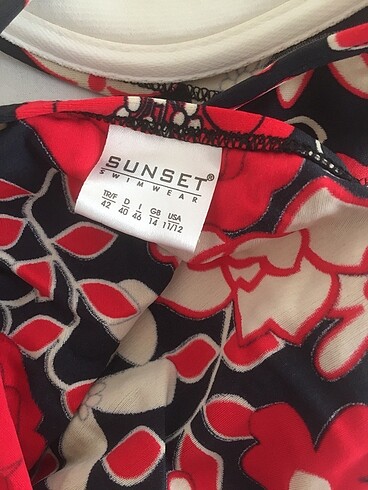 SUNSET®
SWIMWEAR
TR/F D I GB USA
42 40 46 14 11/12